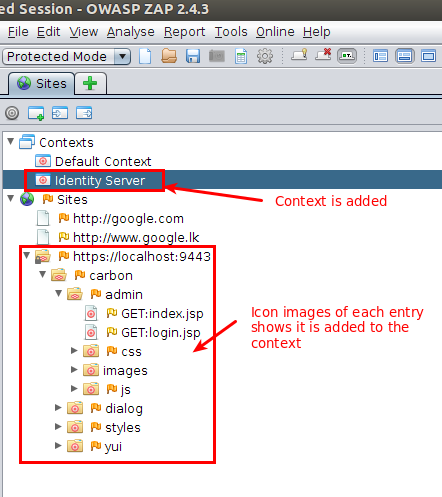 ed Session - OWASP ZAP 2.4.3
File Edit View Analyse Report Tools Online Help
Protected Mode
Sites
Contexts
Default Context
Identity Server
Context is added
Sites
http://google.com
http://www.google.lk
https://localhost:9443
carbon
admin
GET:index.jsp
GET:login.jsp
Icon images of each entry
shows it is added to the
context
css
images
js
dialog
styles
yui